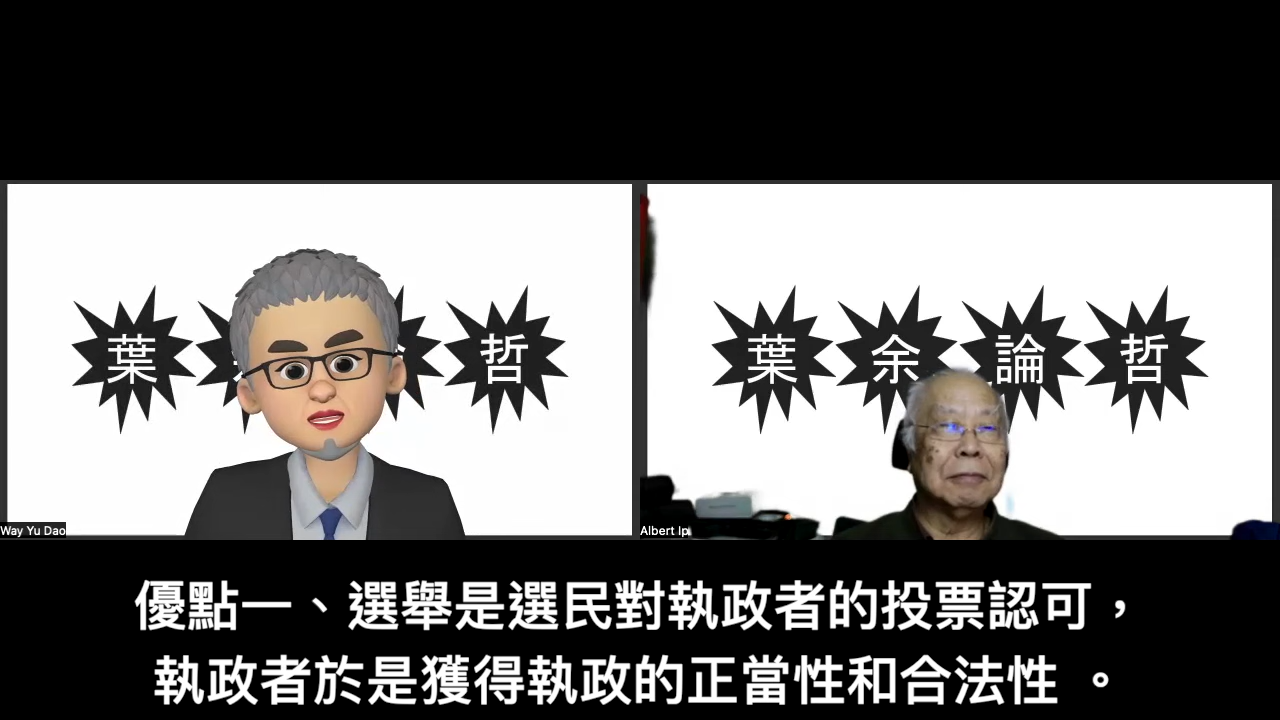 葉 哲
葉余論哲
Way Yu Dao
Albert Ip
優點一、選舉是選民對執政者的投票認可，
執政者於是獲得執政的正當性和合法性 。